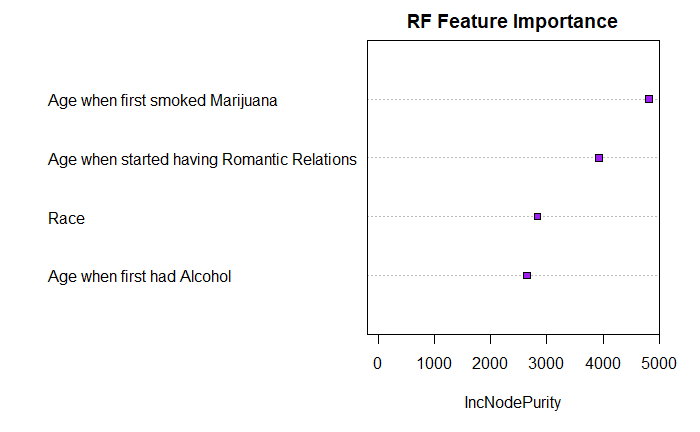 RF Feature Importance
Age when first smoked Marijuana
Age when started having Romantic Relations
Race
Age when first had Alcohol
0 1000 2000 3000 4000 5000
IncNodePurity